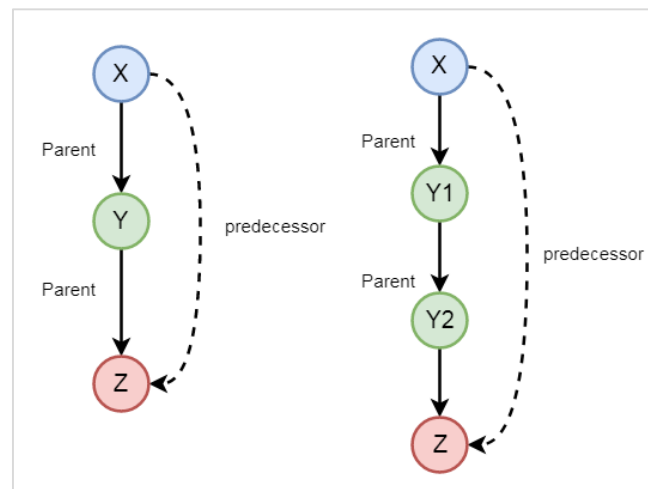 X
Parent
Y
predecessor
Parent
Z
X
Parent
Y1
predecessor
Parent
Y2
Z